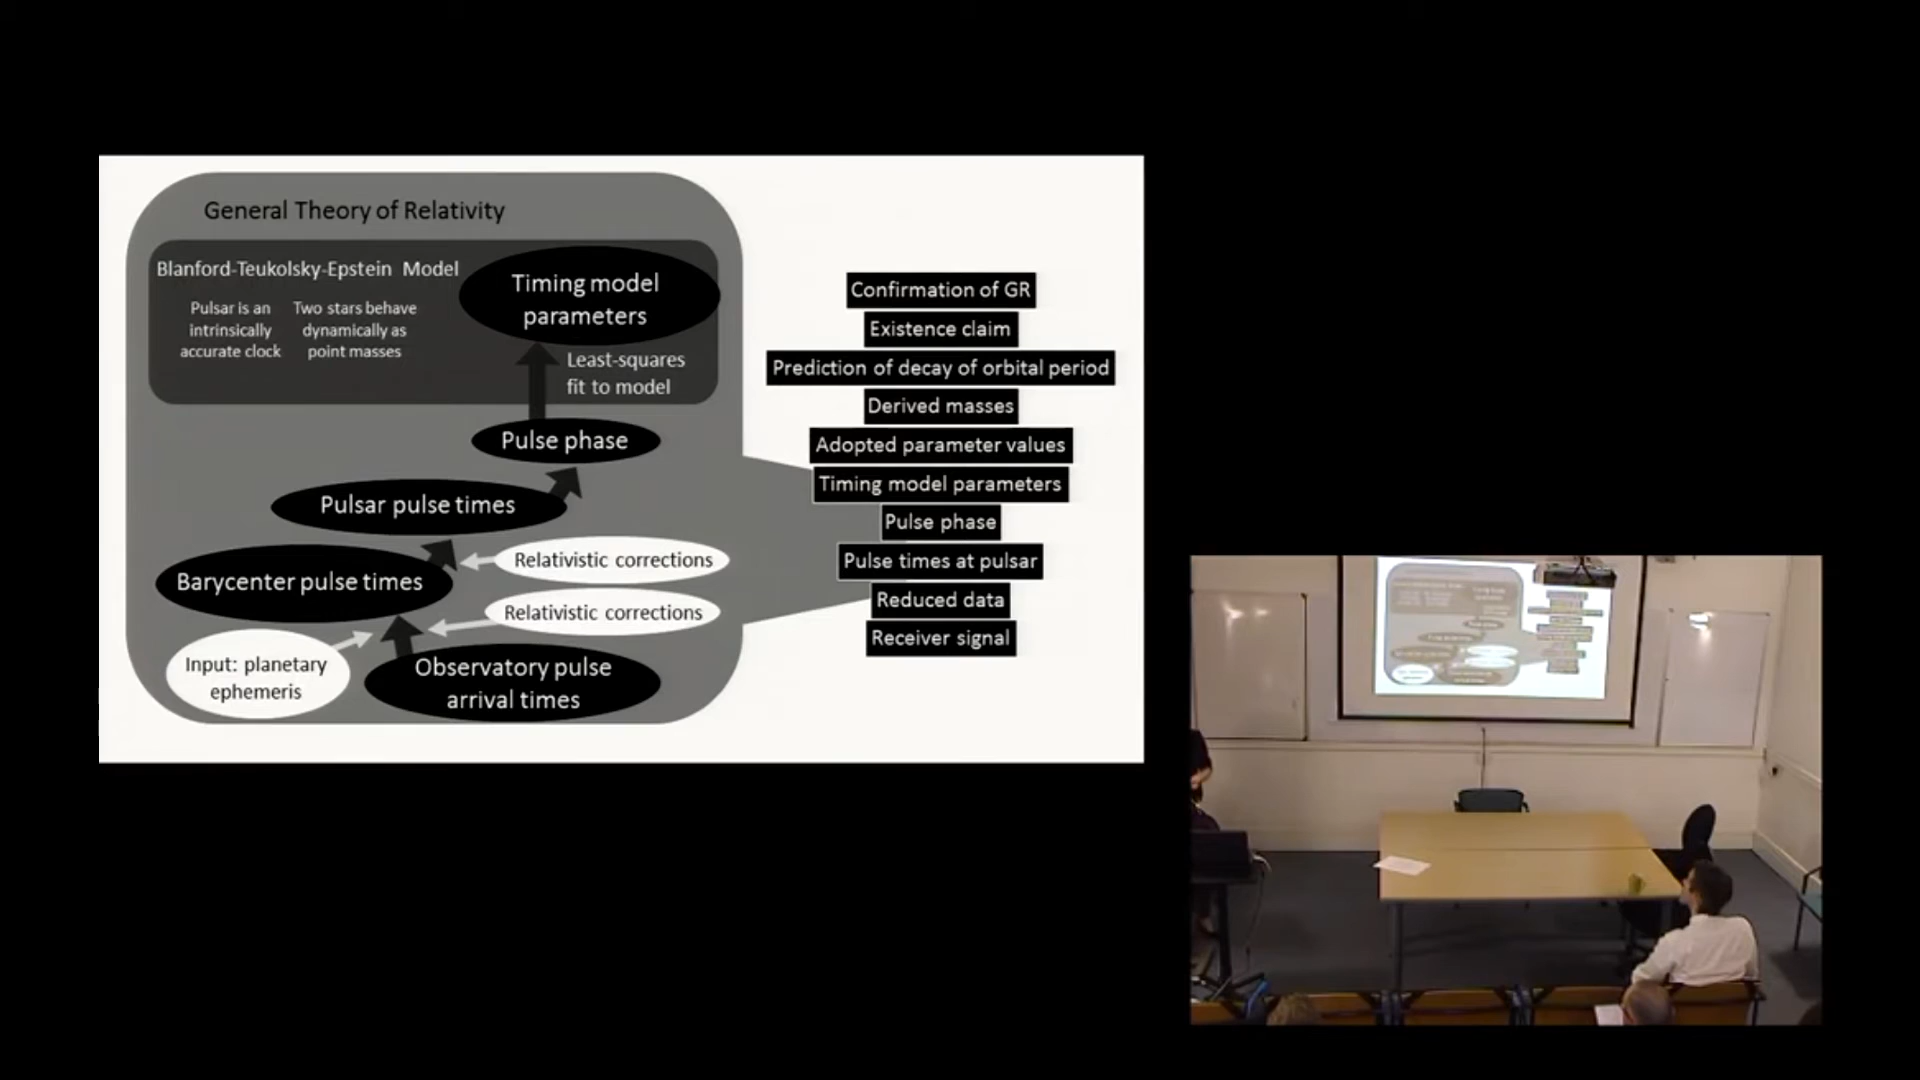 General Theory of Relativity
Blanford-Teukolsky-Epstein Model
Pulsar is an
intrinsically
accurate clock
Two stars behave
dynamically as
point masses
Timing model
parameters
Least-squares
fit to model
Pulse phase
Pulsar pulse times
Relativistic corrections
Barycenter pulse times
Relativistic corrections
Input: planetary
ephemeris
Observatory pulse
arrival times
Confirmation of GR
Existence claim
Prediction of decay of orbital period
Derived masses
Adopted parameter values
Timing model parameters
Pulse phase
Pulse times at pulsar
Reduced data
Receiver signal